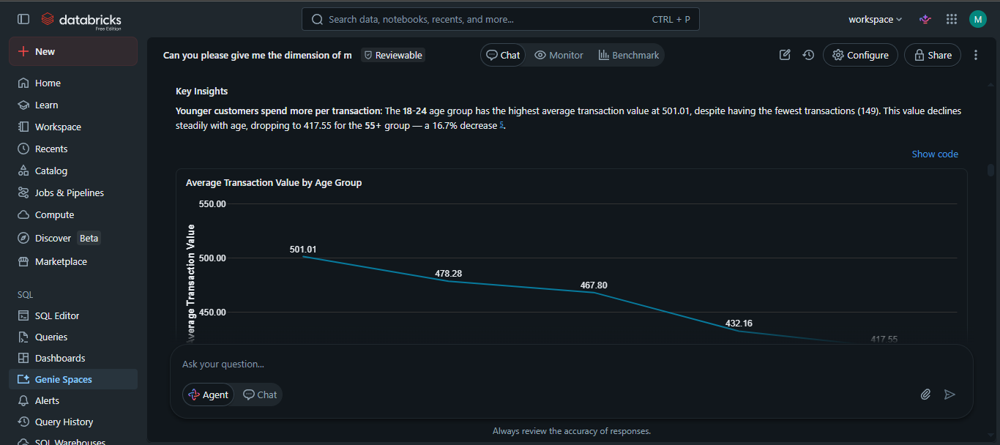 databricks
Free Edition
Search data, notebooks, recents, and more...
CTRL + P
workspace
M
New
Home
Learn
Workspace
Recents
Catalog
Jobs & Pipelines
Compute
Discover Beta
Marketplace
SQL
SQL Editor
Queries
Dashboards
Genie Spaces
Alerts
Query History
SQL Warehouses
Can you please give me the dimension of m
Reviewable
Chat
Monitor
Benchmark
Configure
Share
Key Insights
Younger customers spend more per transaction: The 18-24 age group has the highest average transaction value at 501.01, despite having the fewest transactions (149). This value declines
steadily with age, dropping to 417.55 for the 55+ group — a 16.7% decrease 5.
Show code
Average Transaction Value by Age Group
Average Transaction Value
550.00
500.00
450.00
501.01
478.28
467.80
432.16
417.55
Ask your question...
Agent
Chat
Always review the accuracy of responses.